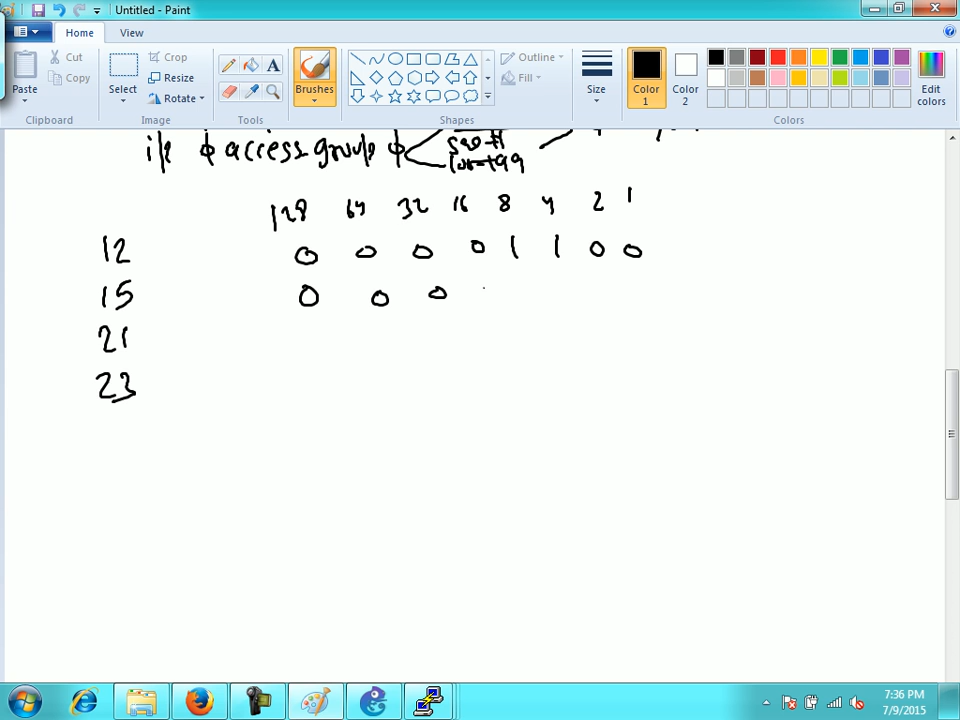 Untitled - Paint
Home View
Cut
Copy
Paste
Clipboard
Select
Crop
Resize
Rotate
Image
A
Tools
Brushes
Shapes
Outline
Fill
Size
Color 1
Color 2
Edit colors
Colors
access group
128 64 32 16 8 4 2 1
12 0 0 0 0 1 1 0 0
15 0 0 0
21
23
7:36 PM
7/9/2015